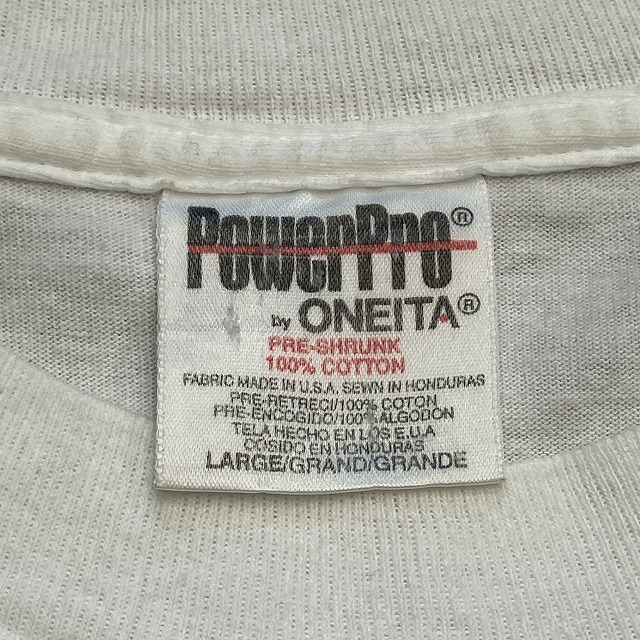 PowerPro®
by ONEITA®
PRE-SHRUNK
100% COTTON
FABRIC MADE IN U.S.A. SEWN IN HONDURAS
PRE-RETRECI/100% COTON
PRE-ENCOGIDO/100% ALGODON
TELA HECHO EN LOS E.U.A
COSIDO EN HONDURAS
LARGE/GRAND/GRANDE